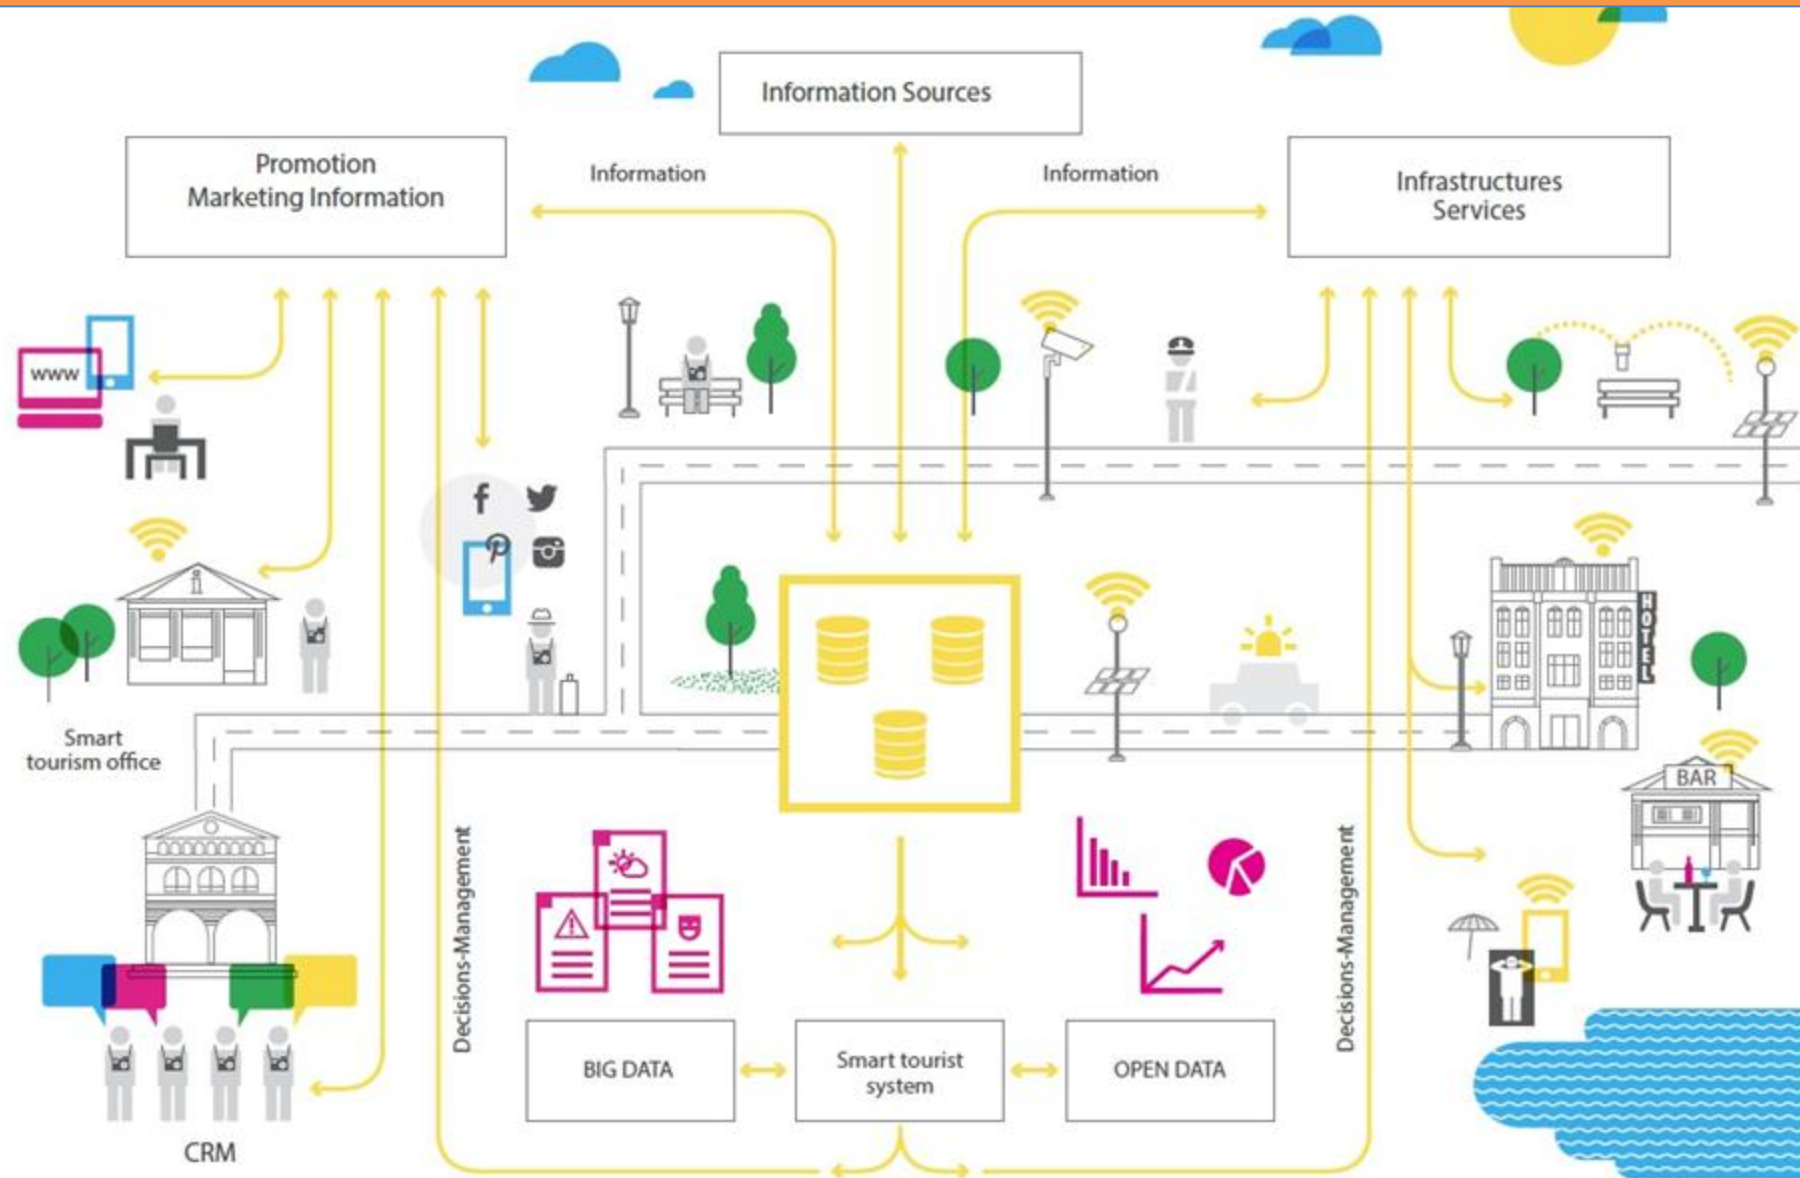 Information Sources
Promotion
Marketing Information
Information
Information
Infrastructures
Services
www
i
HOTEL
Smart
tourism office
BAR
Decisions-Management
Decisions-Management
BIG DATA
Smart tourist
system
OPEN DATA
CRM